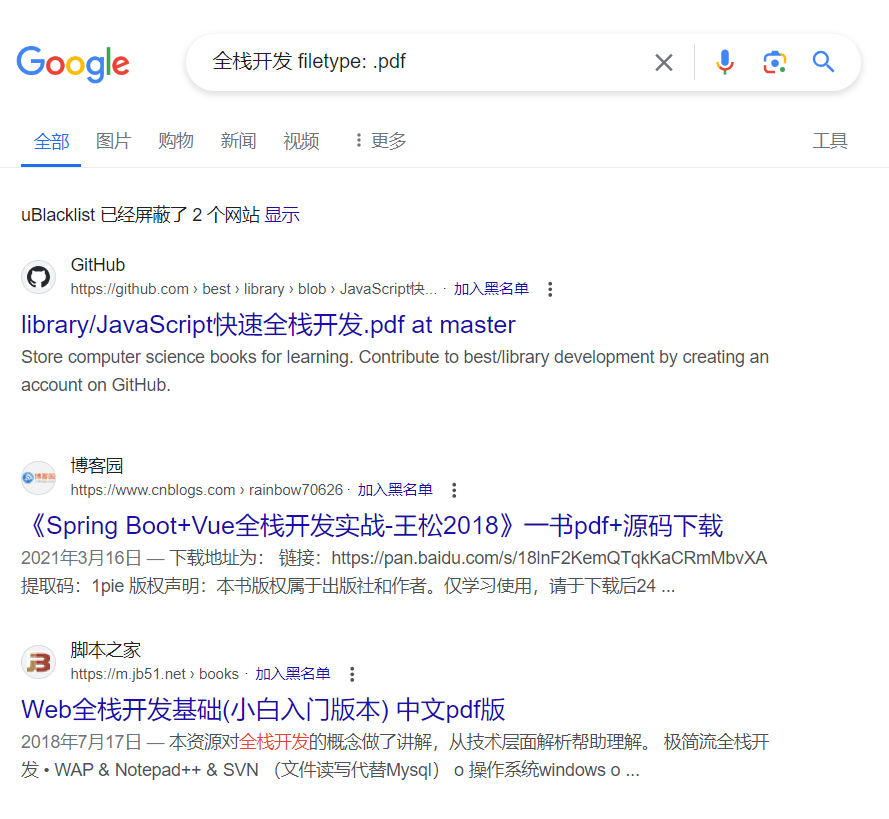 Google
全栈开发 filetype: .pdf
全部 图片 购物 新闻 视频 更多 工具
uBlacklist 已经屏蔽了 2 个网站 显示
GitHub
https://github.com › best › library › blob › JavaScript快... · 加入黑名单
library/JavaScript快速全栈开发.pdf at master
Store computer science books for learning. Contribute to best/library development by creating an
account on GitHub.
博客园
https://www.cnblogs.com › rainbow70626 · 加入黑名单
《Spring Boot+Vue全栈开发实战-王松2018》一书pdf+源码下载
2021年3月16日 — 下载地址为： 链接：https://pan.baidu.com/s/18lnF2KemQTqkKaCRmMbvXA
提取码：1pie 版权声明：本书版权属于出版社和作者。仅学习使用，请于下载后24 ...
脚本之家
https://m.jb51.net › books · 加入黑名单
Web全栈开发基础(小白入门版本) 中文pdf版
2018年7月17日 — 本资源对全栈开发的概念做了讲解，从技术层面解析帮助理解。 极简流全栈开
发 • WAP & Notepad++ & SVN （文件读写代替Mysql） o 操作系统windows o ...